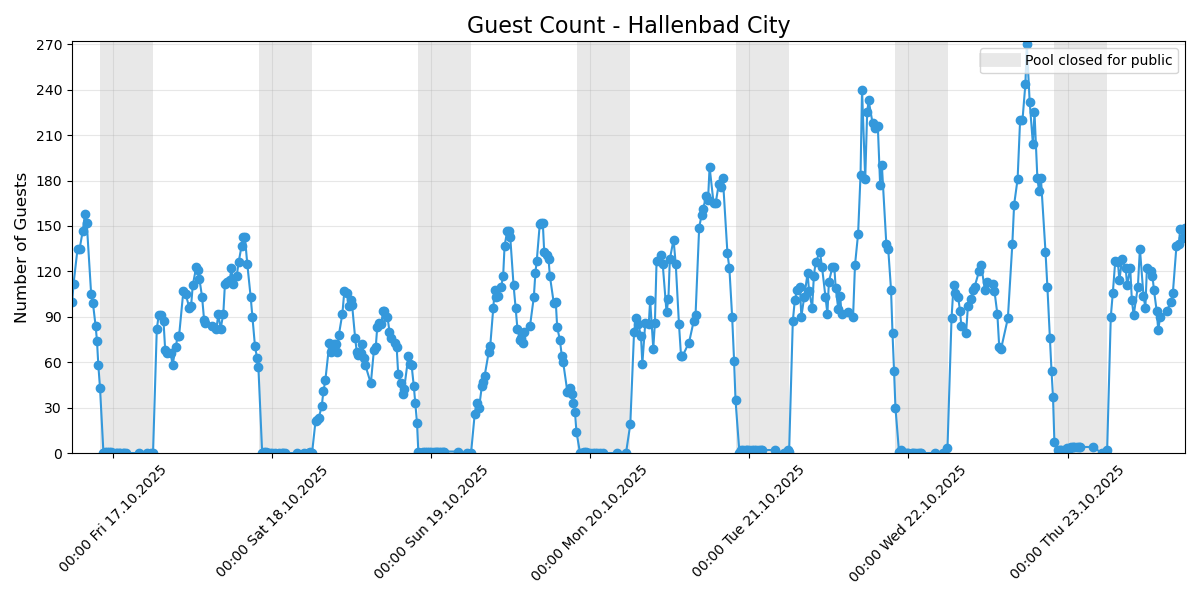 Guest Count - Hallenbad City
Number of Guests
270
240
210
180
150
120
90
60
30
0
Pool closed for public
00:00 Fri 17.10.2025
00:00 Sat 18.10.2025
00:00 Sun 19.10.2025
00:00 Mon 20.10.2025
00:00 Tue 21.10.2025
00:00 Wed 22.10.2025
00:00 Thu 23.10.2025